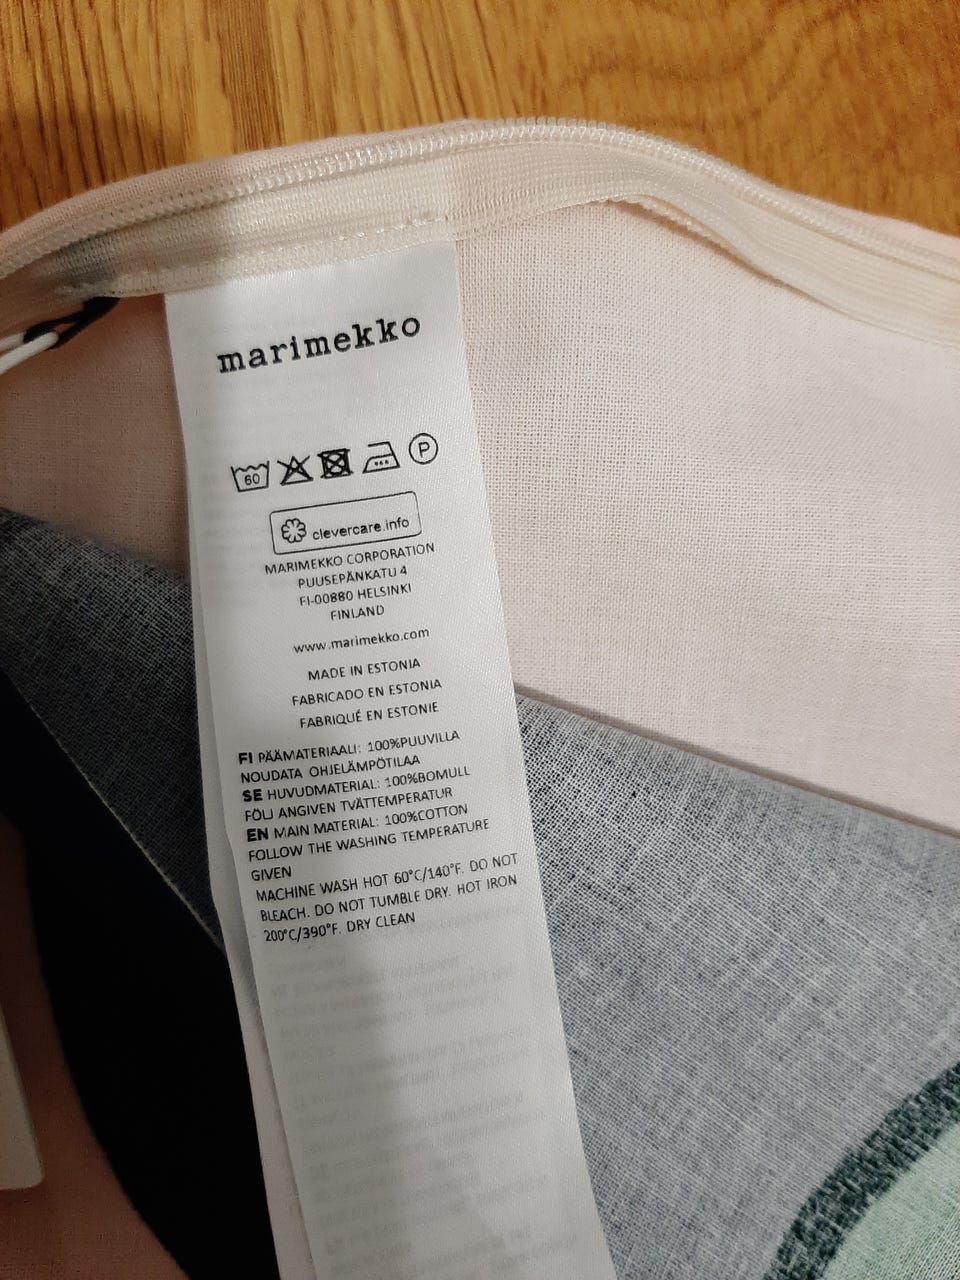 marimekko
60 P
clevercare.info
MARIMEKKO CORPORATION
PUUSEPÄNKATU 4
FI-00880 HELSINKI
FINLAND
www.marimekko.com
MADE IN ESTONIA
FABRICADO EN ESTONIA
FABRIQUÉ EN ESTONIE
FI PÄÄMATERIAALI: 100%PUUVILLA
NOUDATA OHJELÄMPÖTILAA
SE HUVUDMATERIAL: 100%BOMULL
FÖLJ ANGIVEN TVÄTTEMPERATUR
EN MAIN MATERIAL: 100%COTTON
FOLLOW THE WASHING TEMPERATURE
GIVEN
MACHINE WASH HOT 60°C/140°F. DO NOT
BLEACH. DO NOT TUMBLE DRY. HOT IRON
200°C/390°F. DRY CLEAN